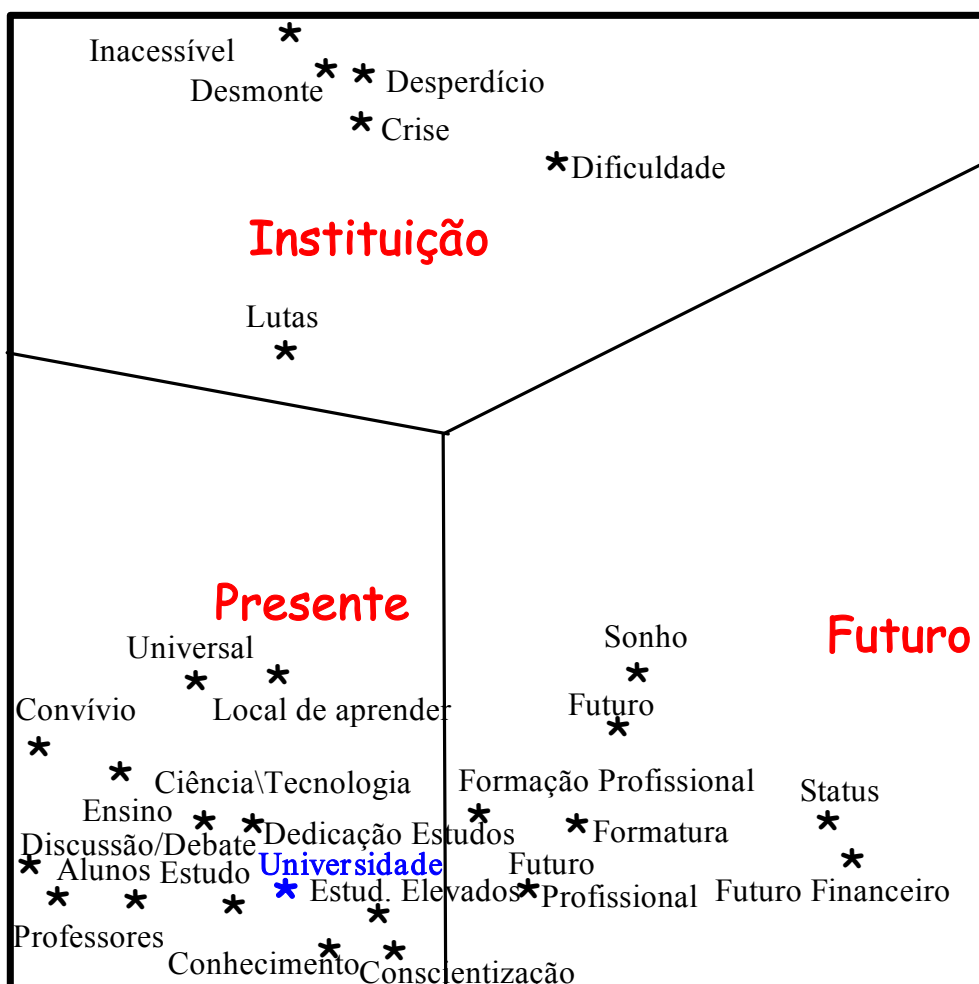 Inacessível
Desmonte
Desperdício
Crise
Dificuldade
Instituição
Lutas
Presente
Universal
Local de aprender
Convívio
Ensino
Ciência\Tecnologia
Discussão/Debate
Dedicação Estudos
Alunos
Estudo
Universidade
Estud. Elevados
Professores
Conhecimento
Conscientização
Futuro
Sonho
Futuro
Formação Profissional
Status
Formatura
Futuro
Profissional
Futuro Financeiro